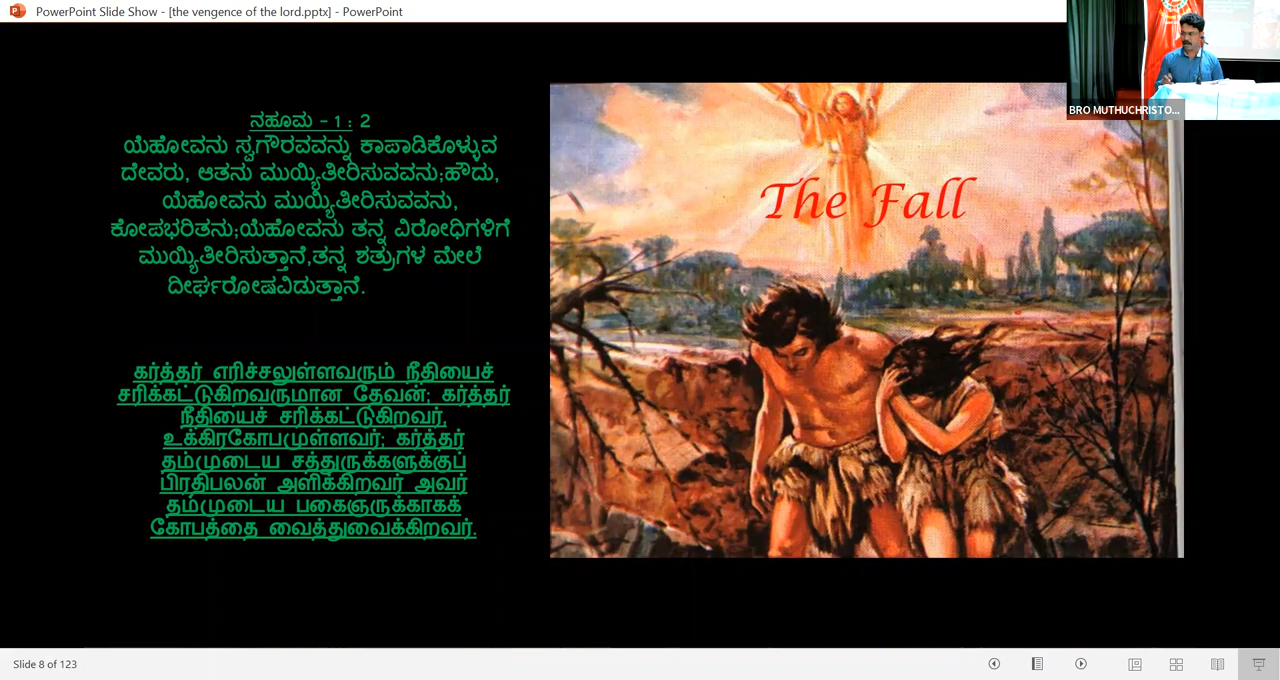 PowerPoint Slide Show - [the vengence of the lord.pptx] - PowerPoint
BRO MUTHUCHRISTO...
ನಹೂಮ - 1 : 2
ಯೆಹೋವನು ಸ್ವಗೌರವವನ್ನು ಕಾಪಾಡಿಕೊಳ್ಳುವ
ದೇವರು, ಆತನು ಮುಯ್ಯಿತೀರಿಸುವವನು;ಹೌದು,
ಯೆಹೋವನು ಮುಯ್ಯಿತೀರಿಸುವವನು,
ಕೋಪಭರಿತನು;ಯೆಹೋವನು ತನ್ನ ವಿರೋಧಿಗಳಿಗೆ
ಮುಯ್ಯಿತೀರಿಸುತ್ತಾನೆ,ತನ್ನ ಶತ್ರುಗಳ ಮೇಲೆ
ದೀರ್ಘರೋಷವಿಡುತ್ತಾನೆ.
கர்த்தர் எரிச்சலுள்ளவரும் நீதியைச்
சரிக்கட்டுகிறவருமான தேவன்; கர்த்தர்
நீதியைச் சரிக்கட்டுகிறவர்,
உக்கிரகோபமுள்ளவர்; கர்த்தர்
தம்முடைய சத்துருக்களுக்குப்
பிரதிபலன் அளிக்கிறவர் அவர்
தம்முடைய பகைஞருக்காகக்
கோபத்தை வைத்துவைக்கிறவர்.
The Fall
Slide 8 of 123